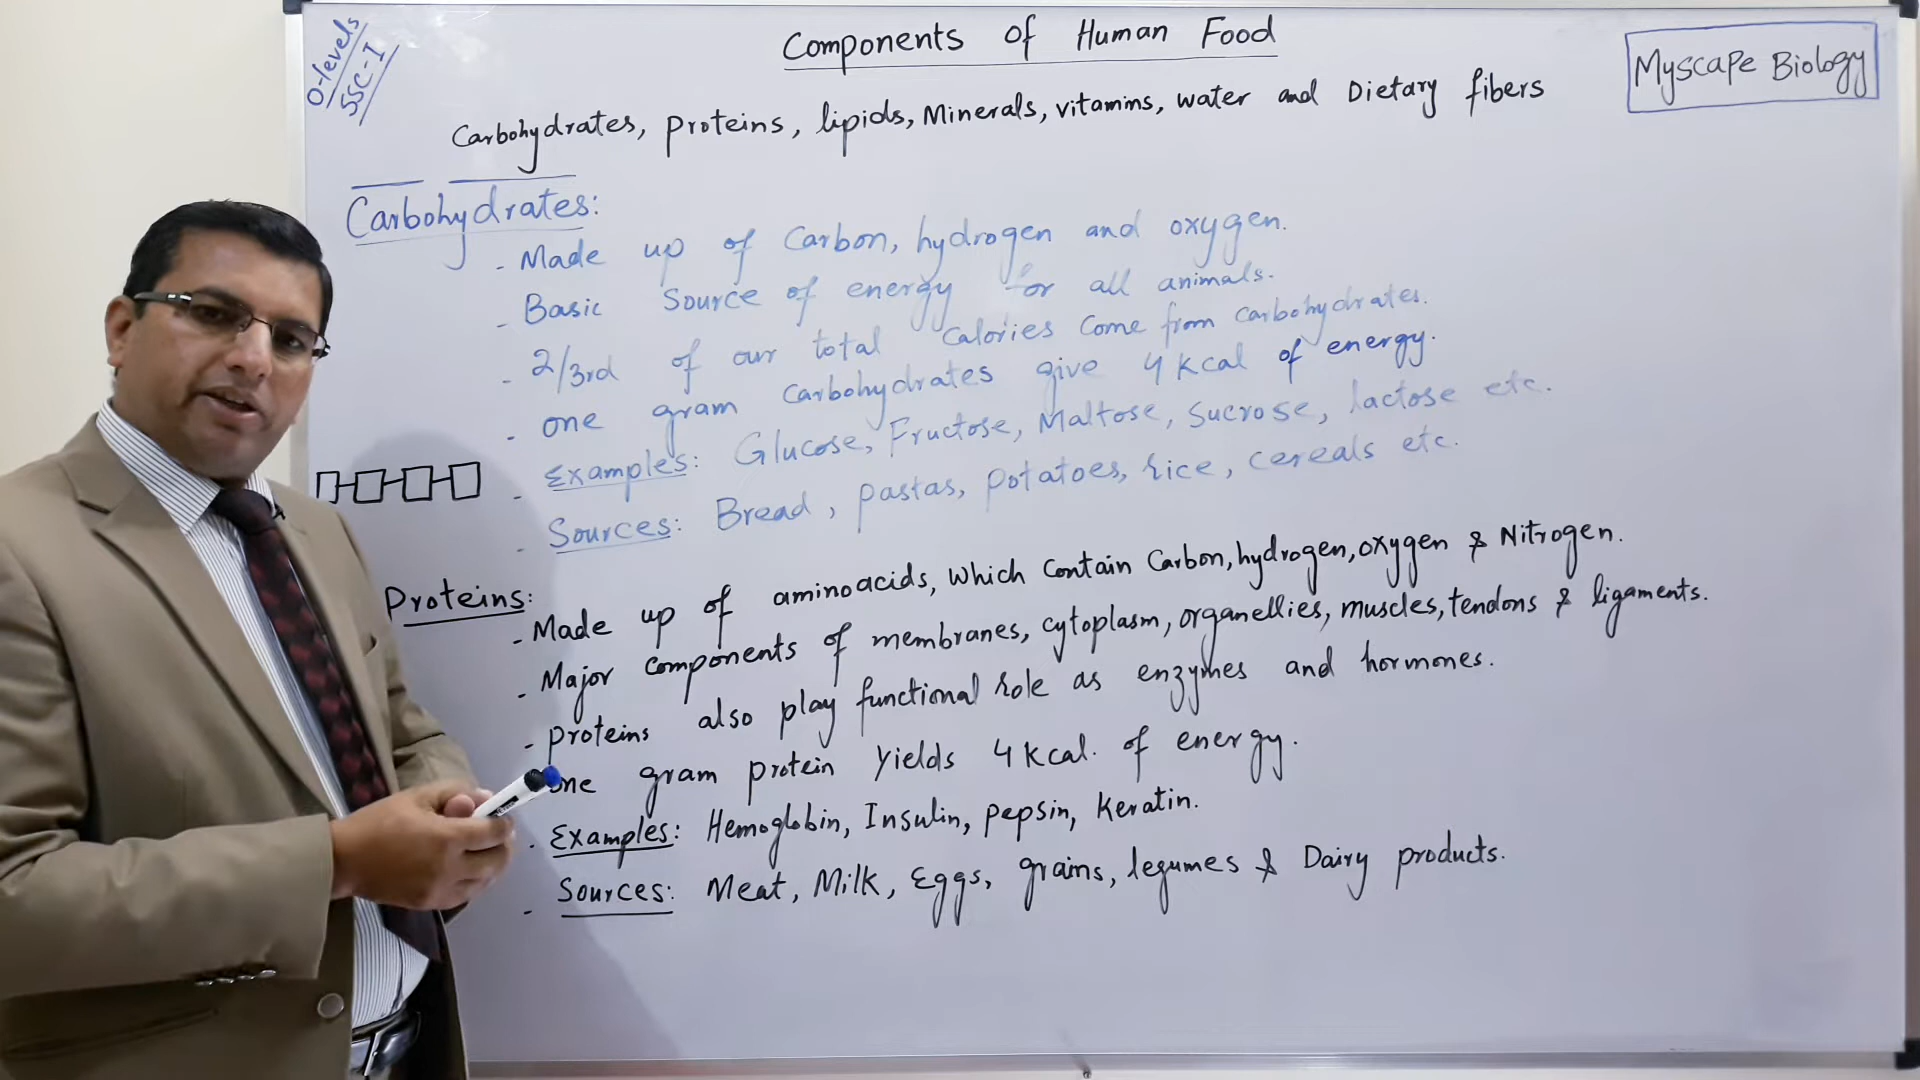 O-levels
SSC-I
Components of Human Food
Myscape Biology
Carbohydrates, proteins, lipids, Minerals, vitamins, water and Dietary fibers
Carbohydrates:
- Made up of Carbon, hydrogen and oxygen.
- Basic Source of energy for all animals.
- 2/3rd of our total Calories Come from carbohydrates.
- one gram Carbohydrates give 4 Kcal of energy.
- Examples: Glucose, Fructose, Maltose, Sucrose, lactose etc.
- Sources: Bread, pastas, potatoes, rice, cereals etc.
Proteins:
- Made up of aminoacids, which Contain Carbon, hydrogen, oxygen & Nitrogen.
- Major Components of membranes, cytoplasm, organellies, muscles, tendons & ligaments.
- proteins also play functional role as enzymes and hormones.
one gram protein Yields 4 Kcal. of energy.
- Examples: Hemoglobin, Insulin, pepsin, Keratin.
- Sources: Meat, Milk, Eggs, grains, legumes & Dairy products.